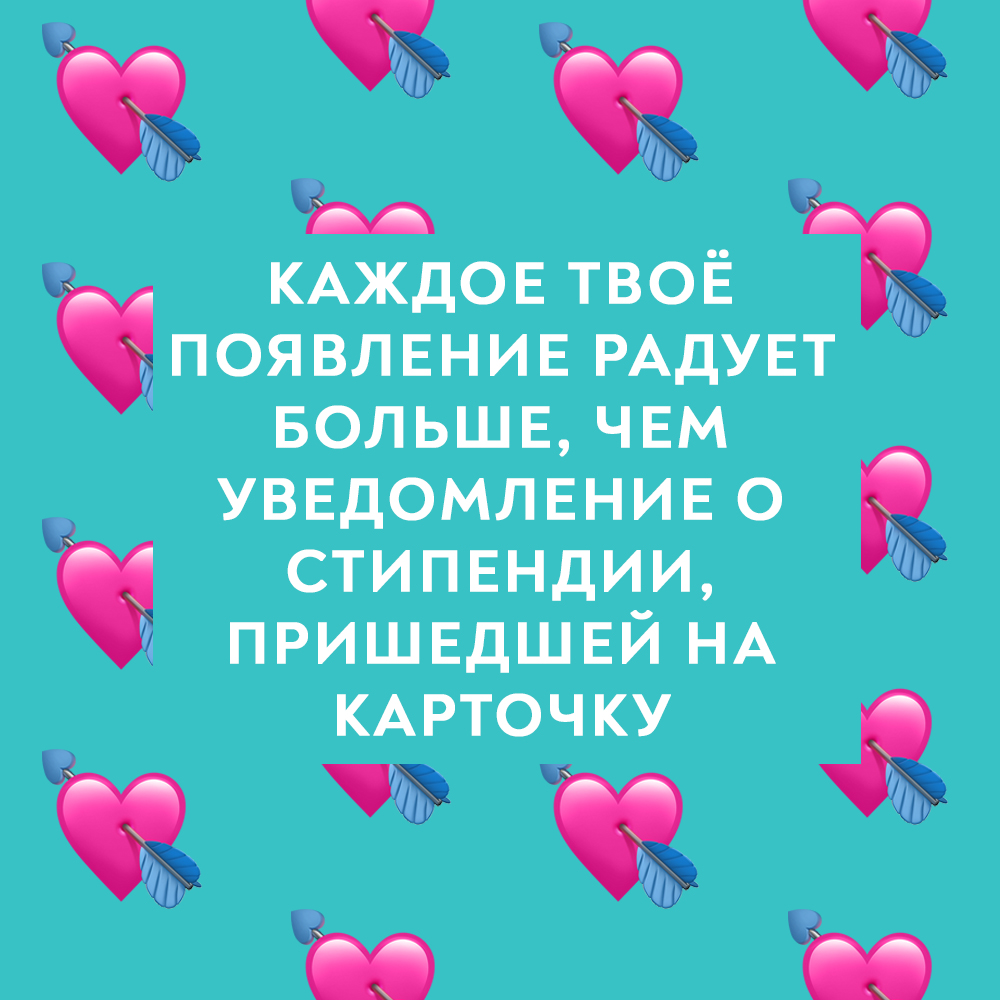 КАЖДОЕ ТВОЁ
ПОЯВЛЕНИЕ РАДУЕТ
БОЛЬШЕ, ЧЕМ
УВЕДОМЛЕНИЕ О
СТИПЕНДИИ,
ПРИШЕДШЕЙ НА
КАРТОЧКУ